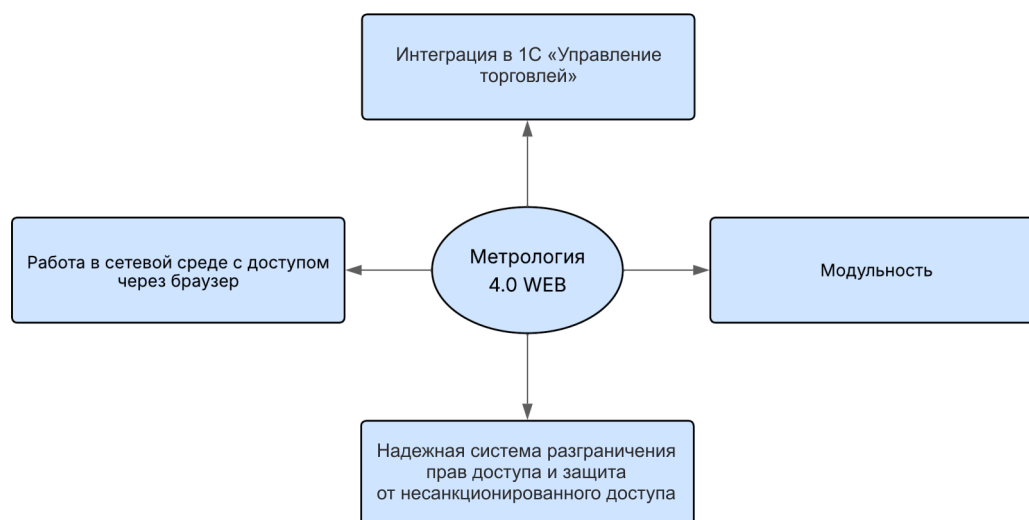 Интеграция в 1С «Управление
торговлей»
Работа в сетевой среде с доступом
через браузер
Метрология
4.0 WEB
Модульность
Надежная система разграничения
прав доступа и защита
от несанкционированного доступа